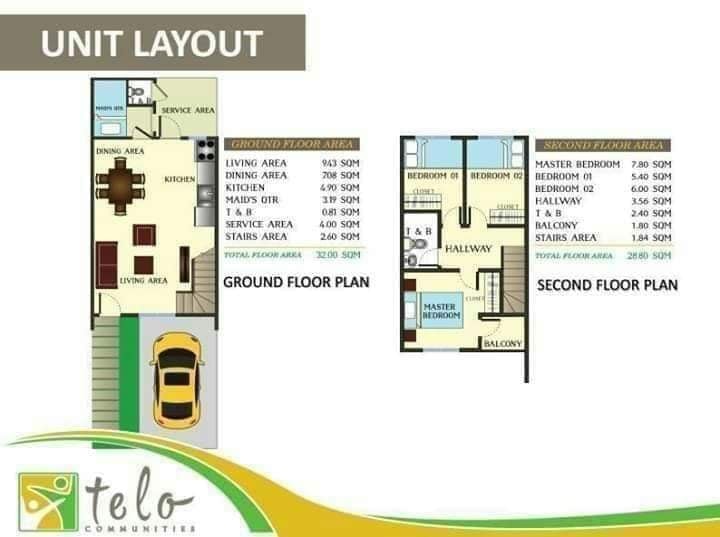 UNIT LAYOUT
MAID'S QTR
T&B
SERVICE AREA
DINING AREA
KITCHEN
LIVING AREA
GROUND FLOOR AREA
LIVING AREA 9.43 SQM
DINING AREA 7.08 SQM
KITCHEN 4.90 SQM
MAID'S QTR 3.19 SQM
T & B 0.81 SQM
SERVICE AREA 4.00 SQM
STAIRS AREA 2.60 SQM
TOTAL FLOOR AREA 32.00 SQM
GROUND FLOOR PLAN
BEDROOM 01 BEDROOM 02
CLOSET
CLOSET
T & B
HALLWAY
CLOSET
MASTER
BEDROOM
BALCONY
SECOND FLOOR AREA
MASTER BEDROOM 7.80 SQM
BEDROOM 01 5.40 SQM
BEDROOM 02 6.00 SQM
HALLWAY 3.56 SQM
T & B 2.40 SQM
BALCONY 1.80 SQM
STAIRS AREA 1.84 SQM
TOTAL FLOOR AREA 28.80 SQM
SECOND FLOOR PLAN
telo
COMMUNITIES